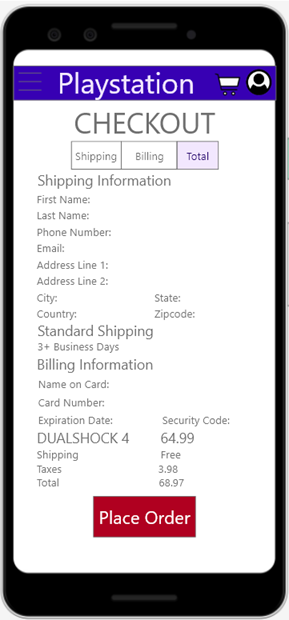 Playstation
CHECKOUT
Shipping Billing Total
Shipping Information
First Name:
Last Name:
Phone Number:
Email:
Address Line 1:
Address Line 2:
City: State:
Country: Zipcode:
Standard Shipping
3+ Business Days
Billing Information
Name on Card:
Card Number:
Expiration Date: Security Code:
DUALSHOCK 4 64.99
Shipping Free
Taxes 3.98
Total 68.97
Place Order